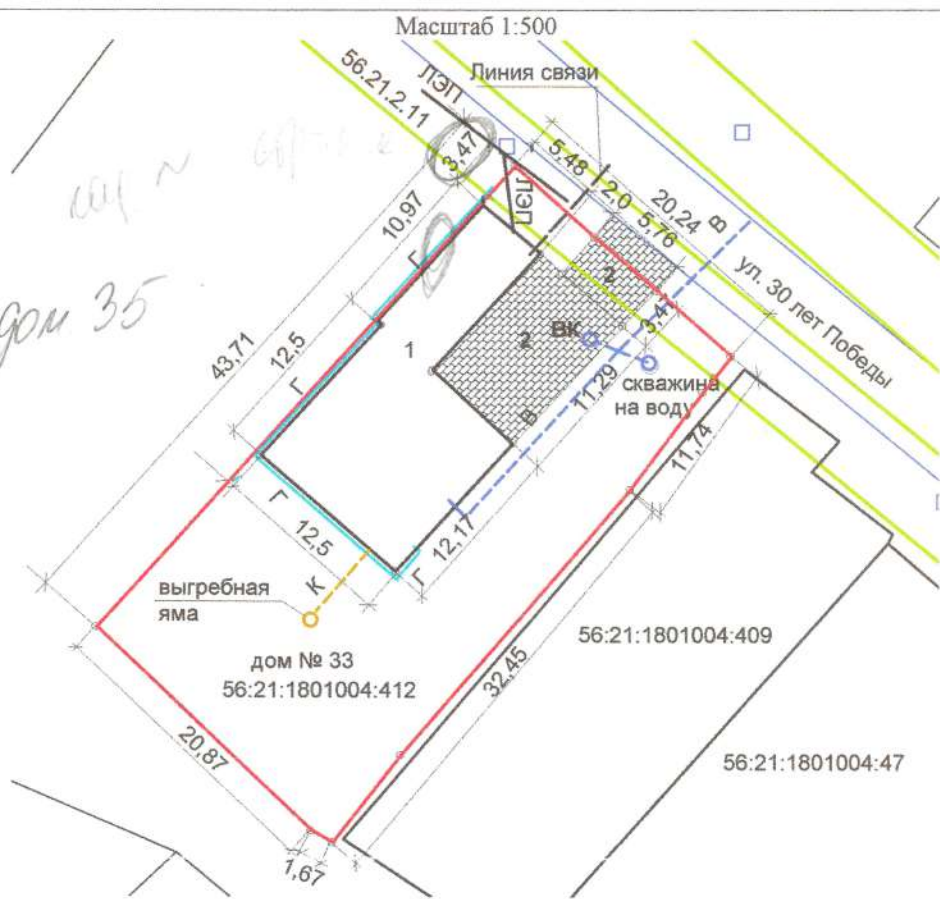 Масштаб 1:500
56.21.2.11
ЛЭП
Линия связи
3,47
5,48
2,0
20,24
5,76
В
ЛЭП
10,97
Г
2
ул. 30 лет Победы
дом 35
43,71
12,5
Г
1
2
ВК
3,41
скважина
на воду
11,29
В
11,74
Г
12,5
12,17
Г
К
выгребная
яма
дом № 33
56:21:1801004:412
56:21:1801004:409
32,45
20,87
56:21:1801004:47
1,67